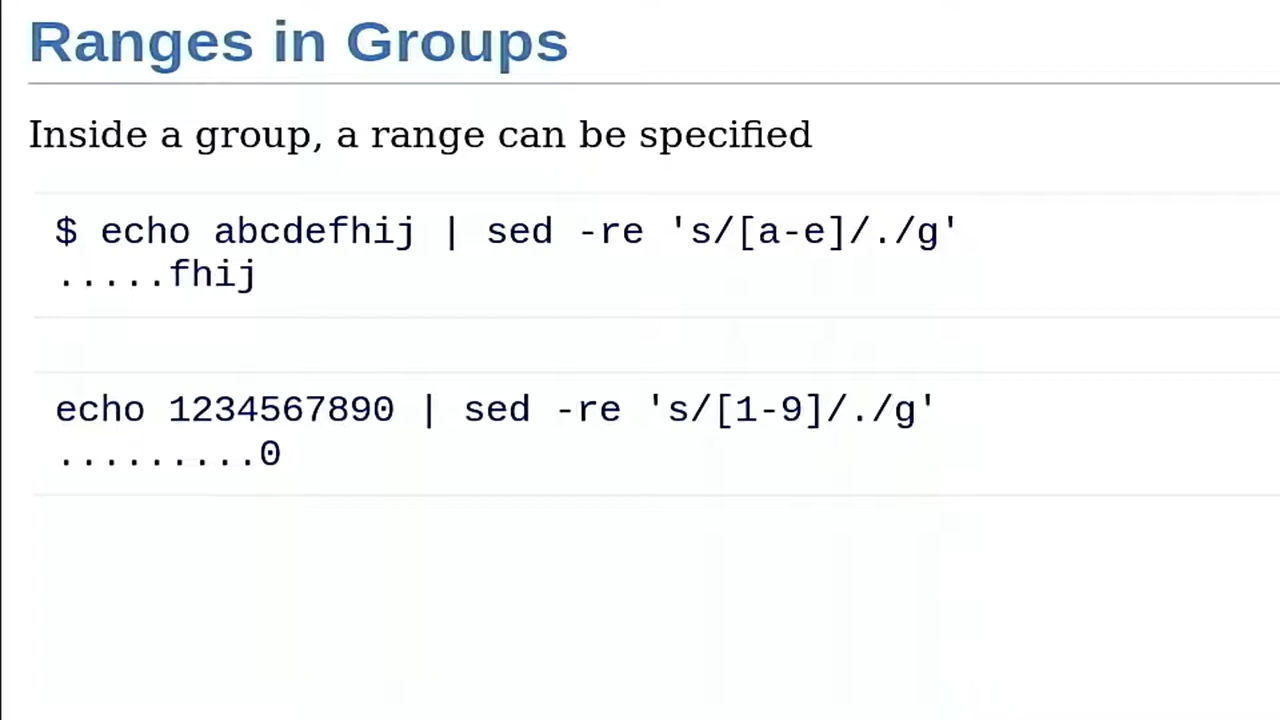 Ranges in Groups
Inside a group, a range can be specified
$ echo abcdefhij | sed -re 's/[a-e]/./g'
.....fhij
echo 1234567890 | sed -re 's/[1-9]/./g'
.........0